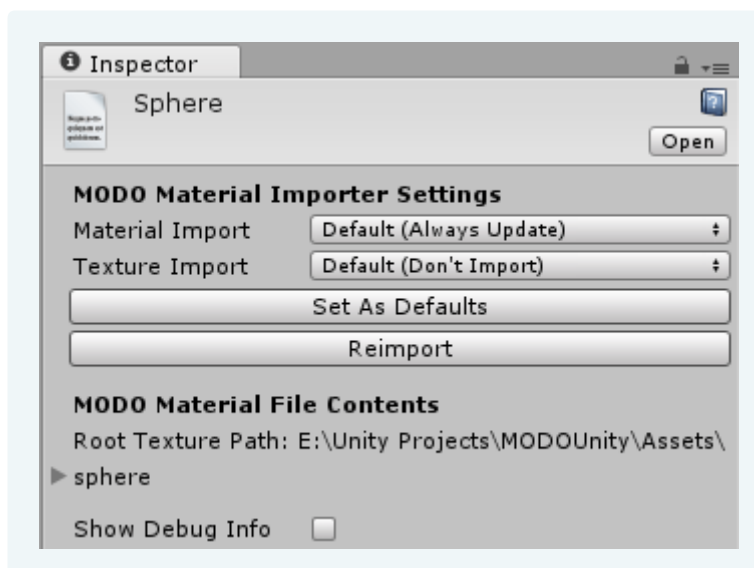 Inspector
Sphere
Open
MODO Material Importer Settings
Material Import Default (Always Update)
Texture Import Default (Don't Import)
Set As Defaults
Reimport
MODO Material File Contents
Root Texture Path: E:\Unity Projects\MODOUnity\Assets\
sphere
Show Debug Info